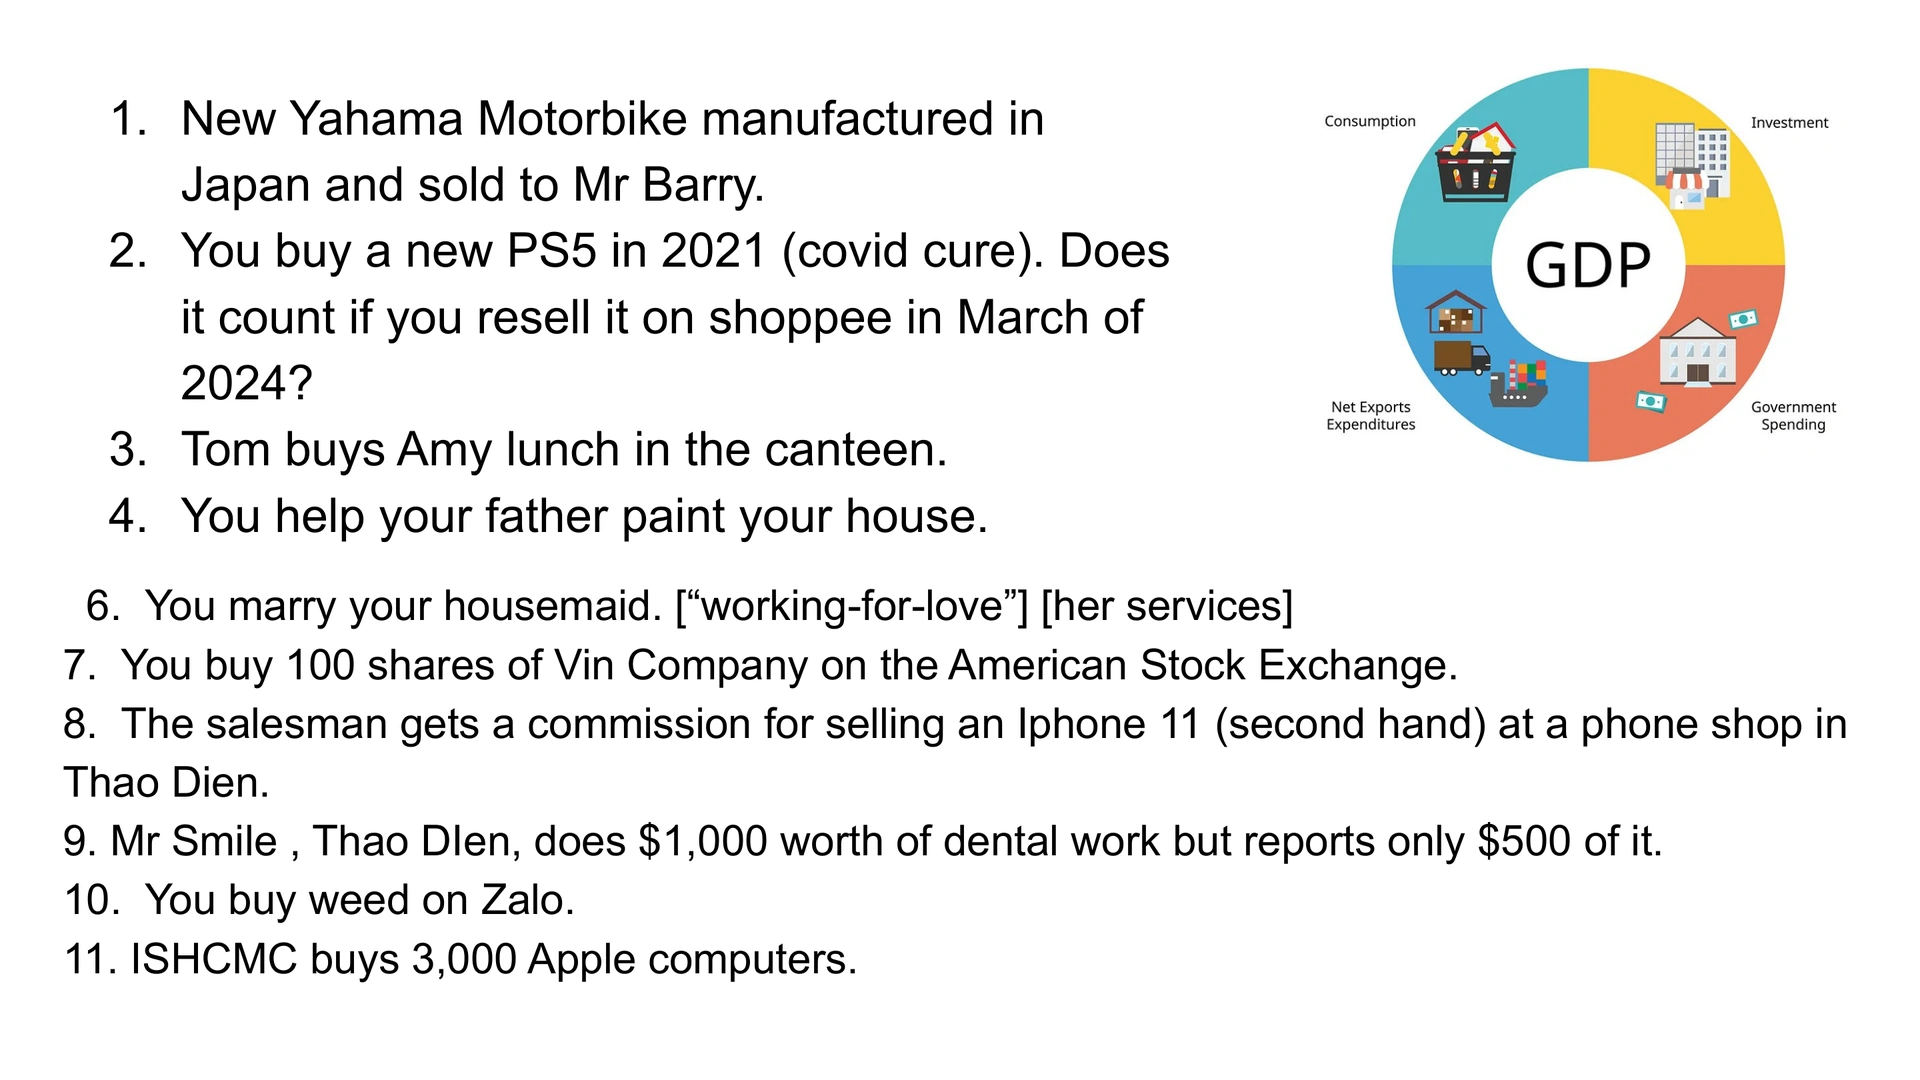 1. New Yahama Motorbike manufactured in
Japan and sold to Mr Barry.
2. You buy a new PS5 in 2021 (covid cure). Does
it count if you resell it on shoppee in March of
2024?
3. Tom buys Amy lunch in the canteen.
4. You help your father paint your house.
Consumption
Investment
GDP
Net Exports
Expenditures
Government
Spending
6. You marry your housemaid. [“working-for-love”] [her services]
7. You buy 100 shares of Vin Company on the American Stock Exchange.
8. The salesman gets a commission for selling an Iphone 11 (second hand) at a phone shop in
Thao Dien.
9. Mr Smile , Thao DIen, does $1,000 worth of dental work but reports only $500 of it.
10. You buy weed on Zalo.
11. ISHCMC buys 3,000 Apple computers.